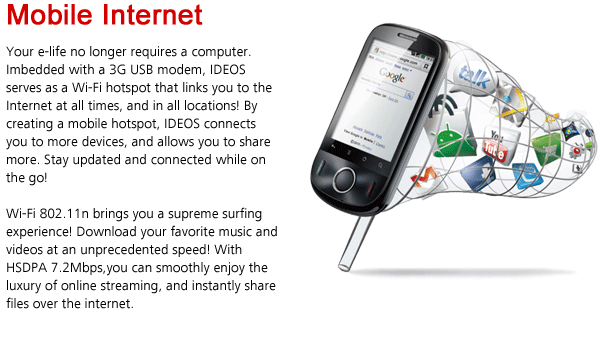 Mobile Internet
Your e-life no longer requires a computer.
Imbedded with a 3G USB modem, IDEOS
serves as a Wi-Fi hotspot that links you to the
Internet at all times, and in all locations! By
creating a mobile hotspot, IDEOS connects
you to more devices, and allows you to share
more. Stay updated and connected while on
the go!
Wi-Fi 802.11n brings you a supreme surfing
experience! Download your favorite music and
videos at an unprecedented speed! With
HSDPA 7.2Mbps,you can smoothly enjoy the
luxury of online streaming, and instantly share
files over the internet.
Google
talk
You
Tube